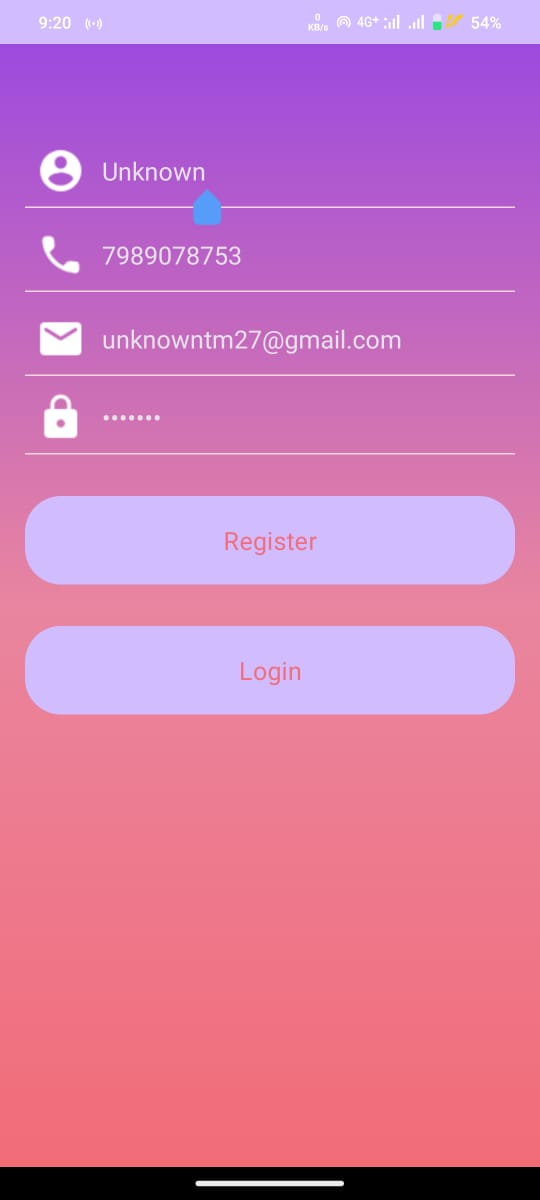 9:20
0
KB/s
4G+
54%
Unknown
7989078753
unknowntm27@gmail.com
•••••••
Register
Login